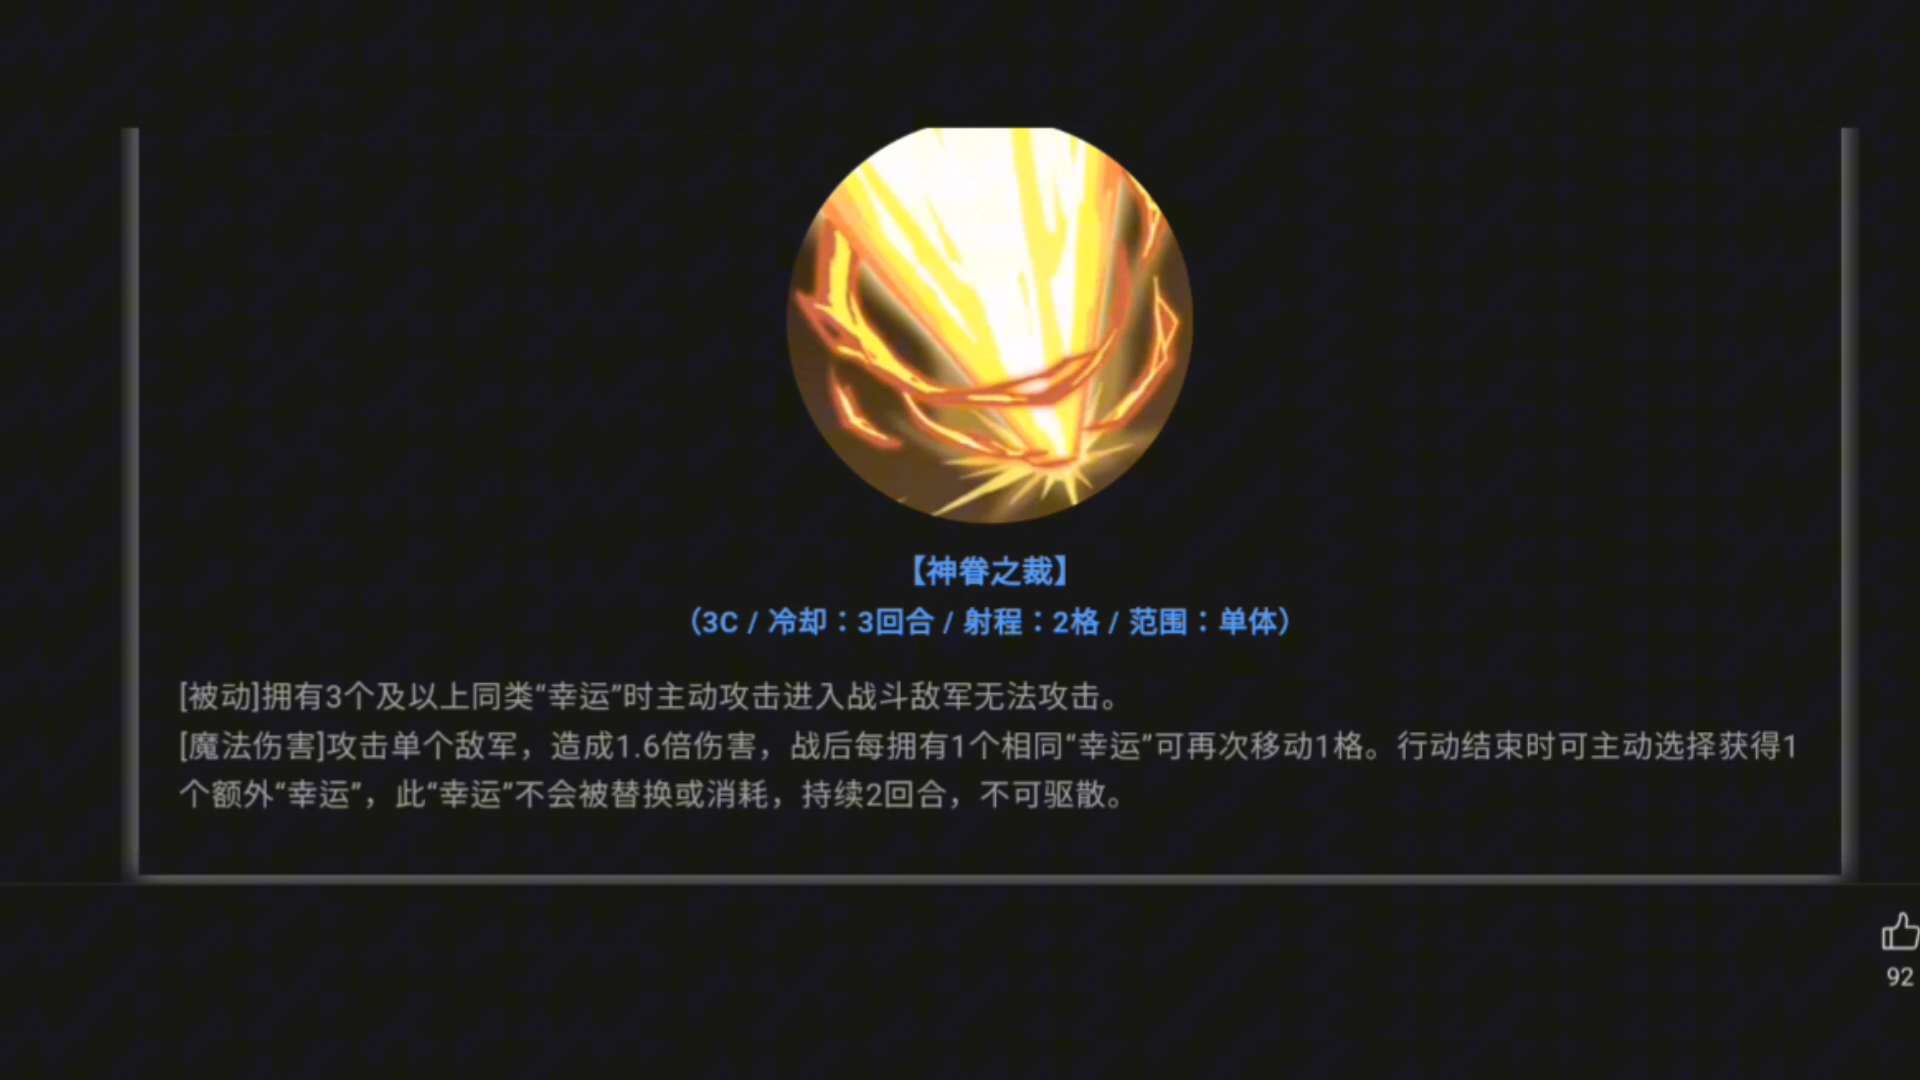 【神眷之裁】
（3C / 冷却：3回合 / 射程：2格 / 范围：单体）
[被动]拥有3个及以上同类“幸运”时主动攻击进入战斗敌军无法攻击。
[魔法伤害]攻击单个敌军，造成1.6倍伤害，战后每拥有1个相同“幸运”可再次移动1格。行动结束时可主动选择获得1
个额外“幸运”，此“幸运”不会被替换或消耗，持续2回合，不可驱散。
92